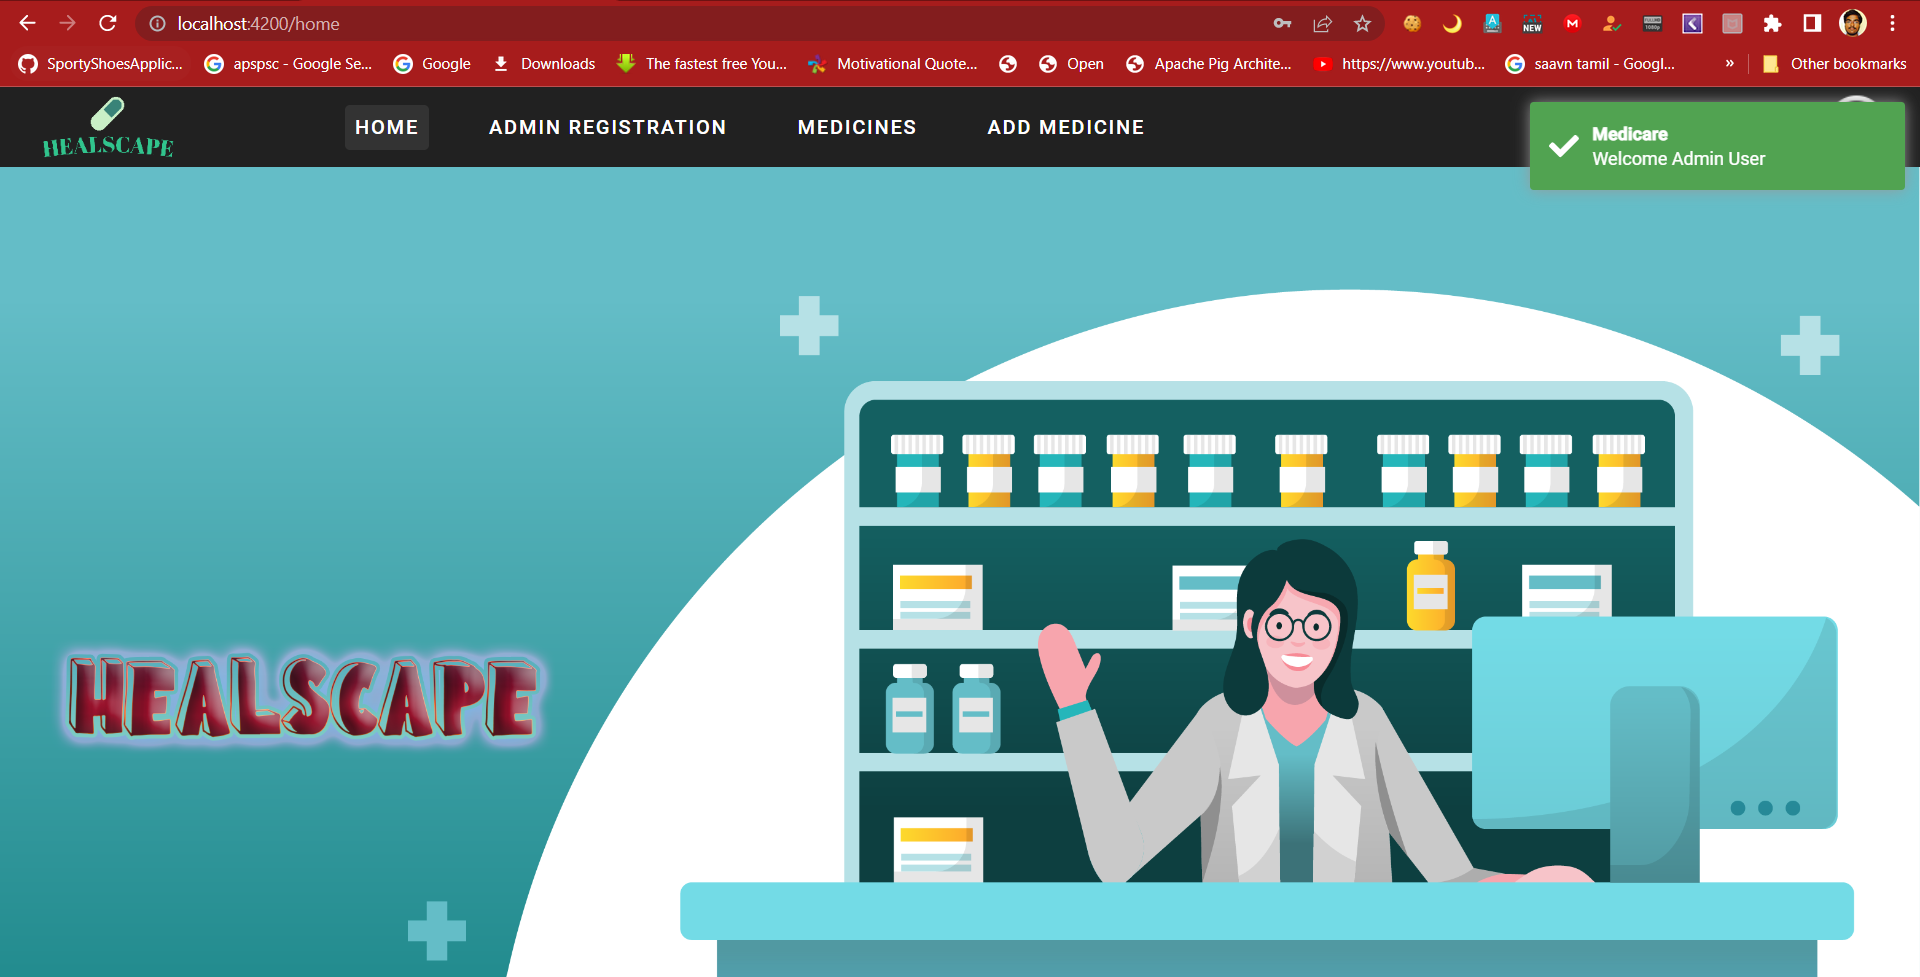 localhost:4200/home
NEW
SportyShoesApplic... apspsc - Google Se... Google Downloads The fastest free You... Motivational Quote... Open Apache Pig Archite... https://www.youtub... saavn tamil - Googl... » Other bookmarks
HEALSCAPE
HOME ADMIN REGISTRATION MEDICINES ADD MEDICINE
Medicare
Welcome Admin User
HEALSCAPE